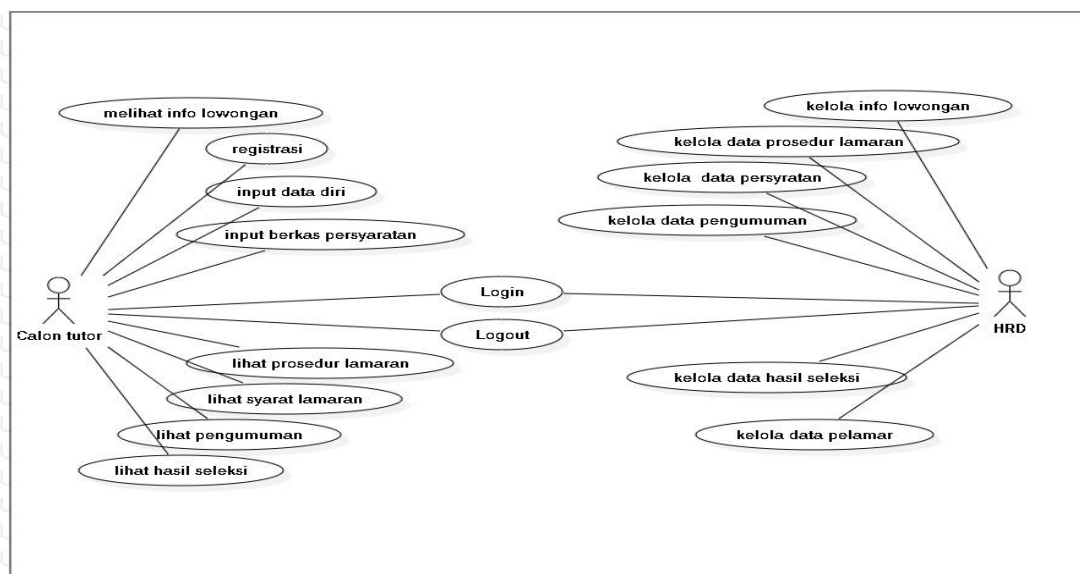 melihat info lowongan
registrasi
input data diri
input berkas persyaratan
Login
Logout
Calon tutor
lihat prosedur lamaran
lihat syarat lamaran
lihat pengumuman
lihat hasil seleksi
kelola info lowongan
kelola data prosedur lamaran
kelola data persyratan
kelola data pengumuman
HRD
kelola data hasil seleksi
kelola data pelamar